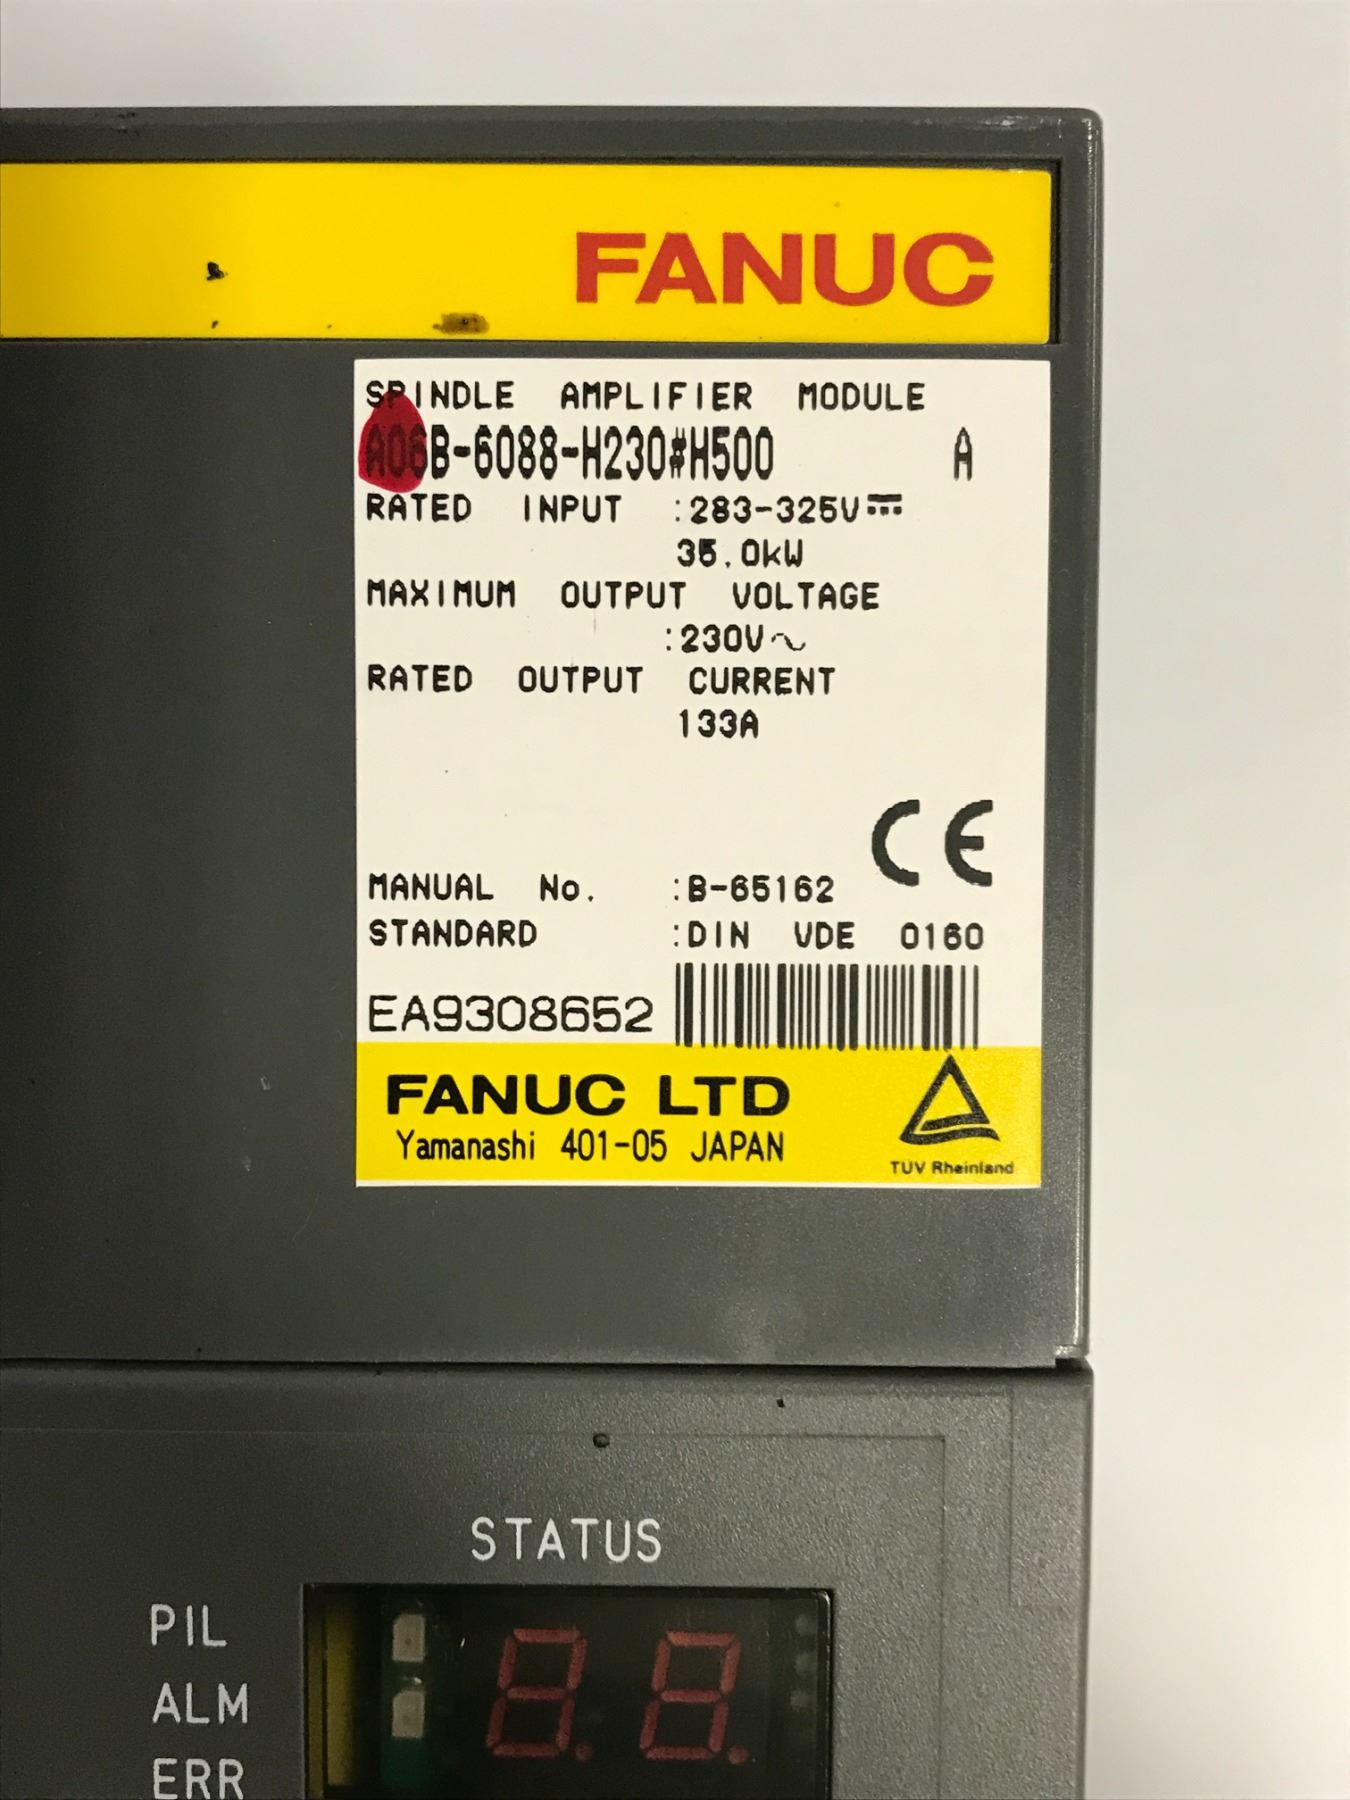 FANUC
SPINDLE AMPLIFIER MODULE
A06B-6088-H230#H500 A
RATED INPUT :283-325V⎓
35.0kW
MAXIMUM OUTPUT VOLTAGE
:230V~
RATED OUTPUT CURRENT
133A
CE
MANUAL No. :B-65162
STANDARD :DIN VDE 0160
EA9308652
FANUC LTD
Yamanashi 401-05 JAPAN
TUV Rheinland
STATUS
PIL
ALM
ERR